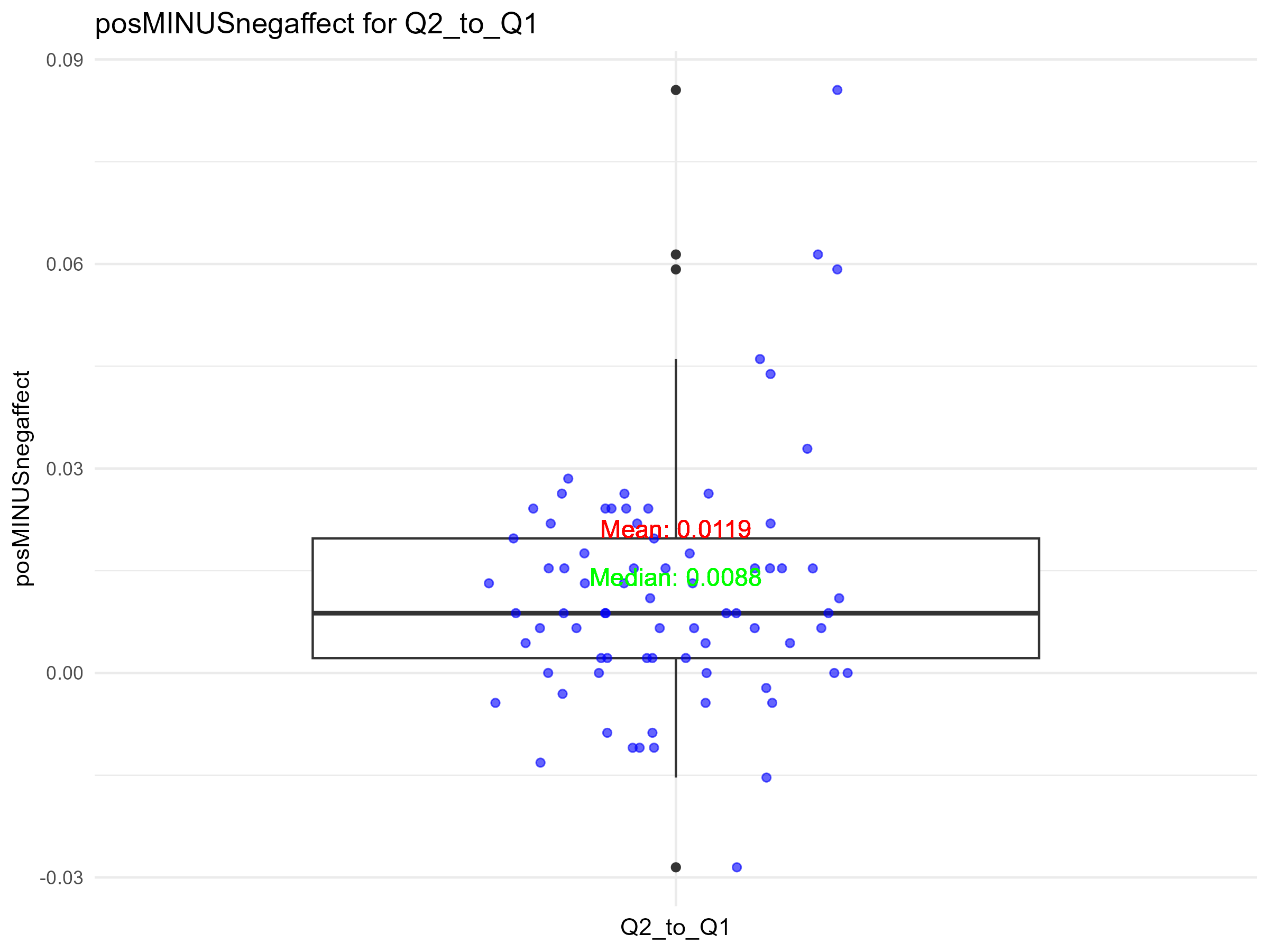 posMINUSnegaffect for Q2_to_Q1
0.09
0.06
0.03
0.00
-0.03
posMINUSnegaffect
Mean: 0.0119
Median: 0.0088
Q2_to_Q1